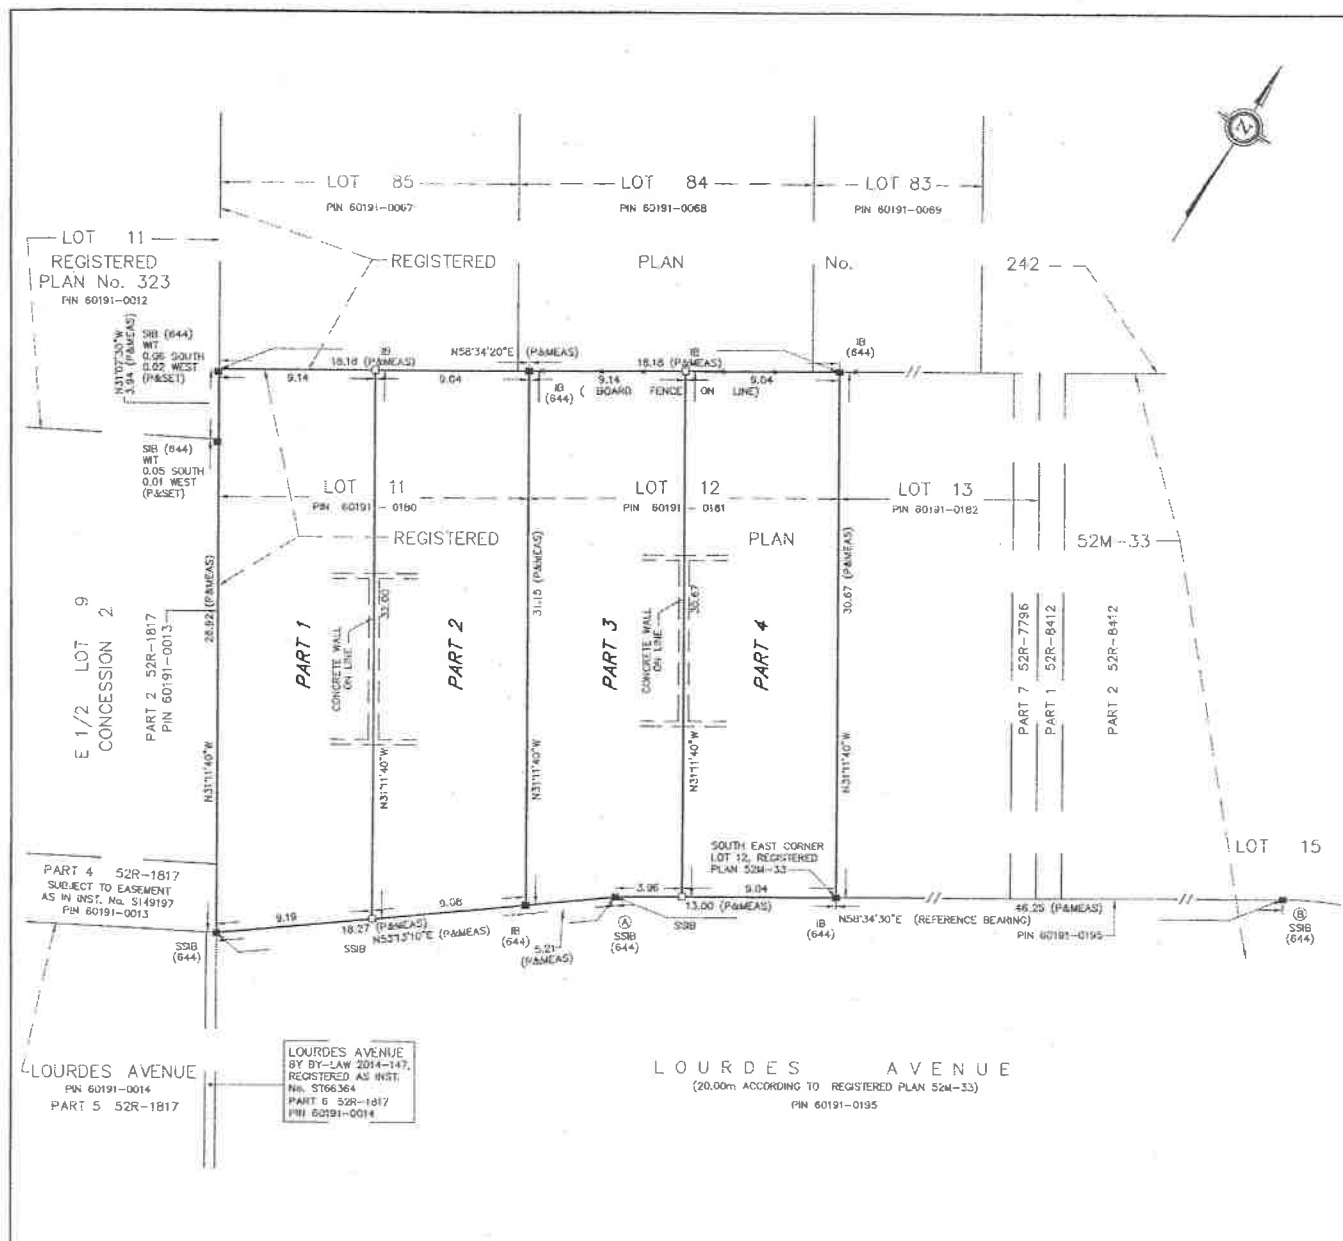 N
LOT 85
PIN 60191-0067
LOT 84
PIN 60191-0068
LOT 83
PIN 60191-0069
LOT 11
REGISTERED
PLAN No. 323
PIN 60191-0012
REGISTERED PLAN No. 242
N31°07'30"W
3.94 (P&MEAS)
SIB (644)
WIT
0.06 SOUTH
0.02 WEST
(P&SET)
IB
18.18 (P&MEAS)
N58°34'20"E (P&MEAS)
IB
18.18 (P&MEAS)
IB
(644)
9.14
9.04
9.14
9.04
IB
(644)
( BOARD FENCE ON LINE)
SIB (644)
WIT
0.05 SOUTH
0.01 WEST
(P&SET)
LOT 11
PIN 60191-0180
LOT 12
PIN 60191-0181
LOT 13
PIN 60191-0182
REGISTERED PLAN 52M-33
E 1/2 LOT 9
CONCESSION 2
PART 2 52R-1817
PIN 60191-0013
28.92 (P&MEAS)
N31°11'40"W
PART 1
CONCRETE WALL
ON LINE
N31°11'40"W
PART 2
31.15 (P&MEAS)
N31°11'40"W
PART 3
CONCRETE WALL
ON LINE
30.67
N31°11'40"W
PART 4
30.67 (P&MEAS)
N31°11'40"W
PART 7 52R-7796
PART 1 52R-8412
PART 2 52R-8412
LOT 15
PART 4 52R-1817
SUBJECT TO EASEMENT
AS IN INST. No. S149197
PIN 60191-0013
SOUTH EAST CORNER
LOT 12, REGISTERED
PLAN 52M-33
3.96
9.04
13.00 (P&MEAS)
9.19
9.08
18.27 (P&MEAS)
N53°13'10"E (P&MEAS)
5.21
(P&MEAS)
SSIB
(644)
SSIB
IB
(644)
A
SSIB
(644)
SSIB
IB
(644)
N58°34'30"E (REFERENCE BEARING)
46.25 (P&MEAS)
PIN 60191-0195
B
SSIB
(644)
LOURDES AVENUE
PIN 60191-0014
PART 5 52R-1817
LOURDES AVENUE
BY BY-LAW 2014-147,
REGISTERED AS INST.
No. ST66364
PART 6 52R-1817
PIN 60191-0014
LOURDES AVENUE
(20.00m ACCORDING TO REGISTERED PLAN 52M-33)
PIN 60191-0195